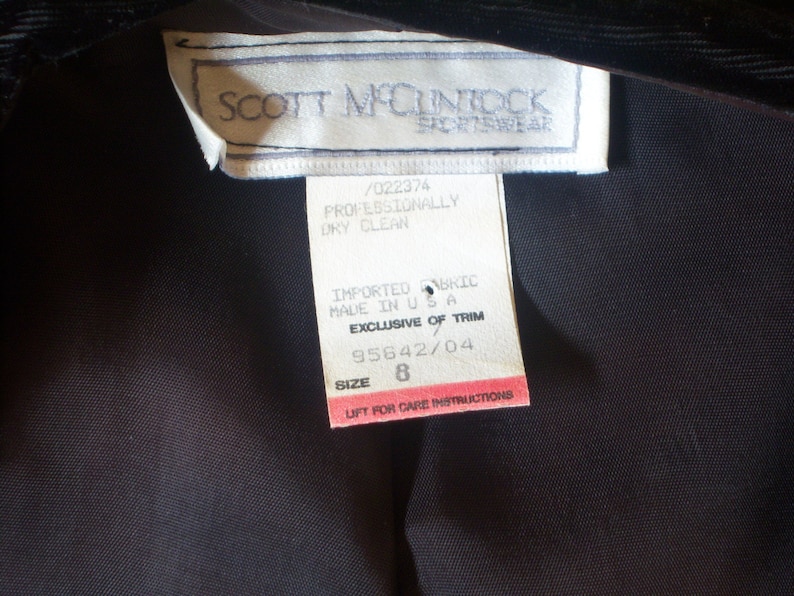 SCOTT McCLINTOCK
SPORTSWEAR
/022374
PROFESSIONALLY
DRY CLEAN
IMPORTED FABRIC
MADE IN U S A
EXCLUSIVE OF TRIM
95642/04
SIZE 8
LIFT FOR CARE INSTRUCTIONS